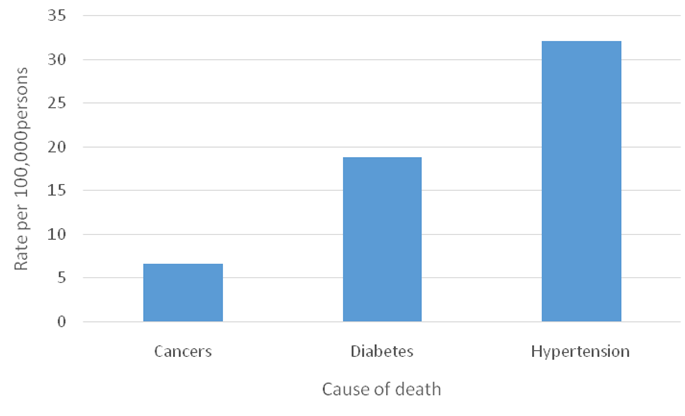 35
30
25
20
15
10
5
0
Rate per 100,000persons
Cancers Diabetes Hypertension
Cause of death